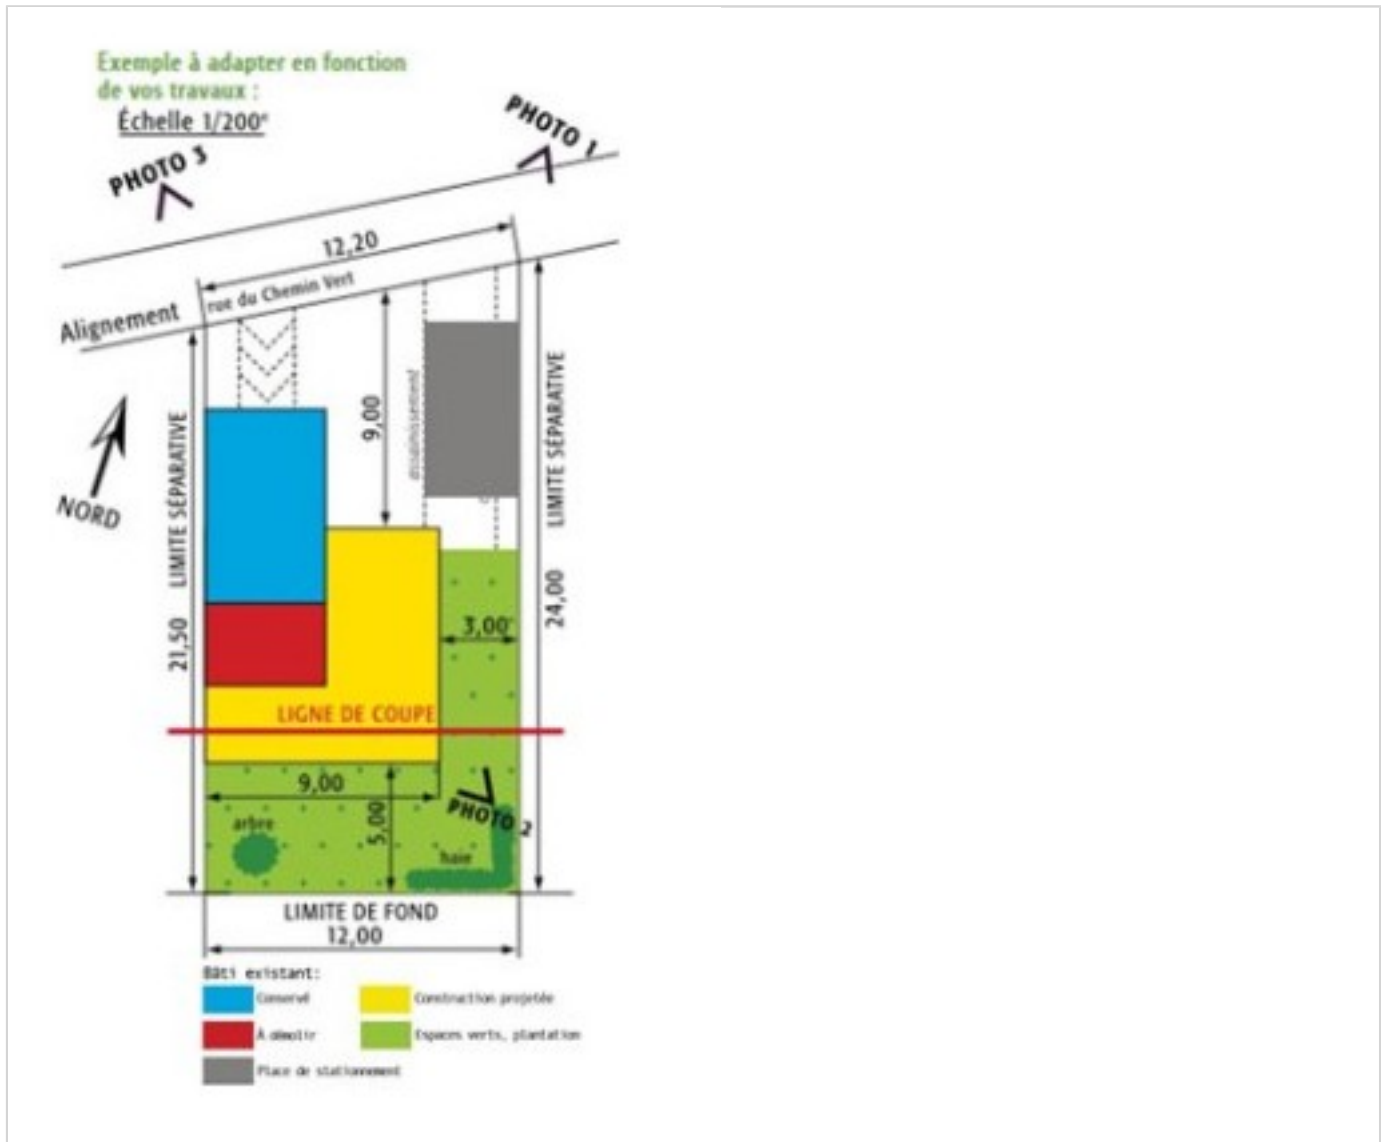 Exemple à adapter en fonction
de vos travaux :
Échelle 1/200e
PHOTO 1
PHOTO 3
12,20
rue du Chemin Vert
Alignement
NORD
LIMITE SÉPARATIVE
21,50
9,00
assainissement
LIMITE SÉPARATIVE
24,00
3,00
LIGNE DE COUPE
9,00
5,00
PHOTO 2
arbre
haie
LIMITE DE FOND
12,00
Bâti existant:
Conservé
Construction projetée
À démolir
Espaces verts, plantation
Place de stationnement